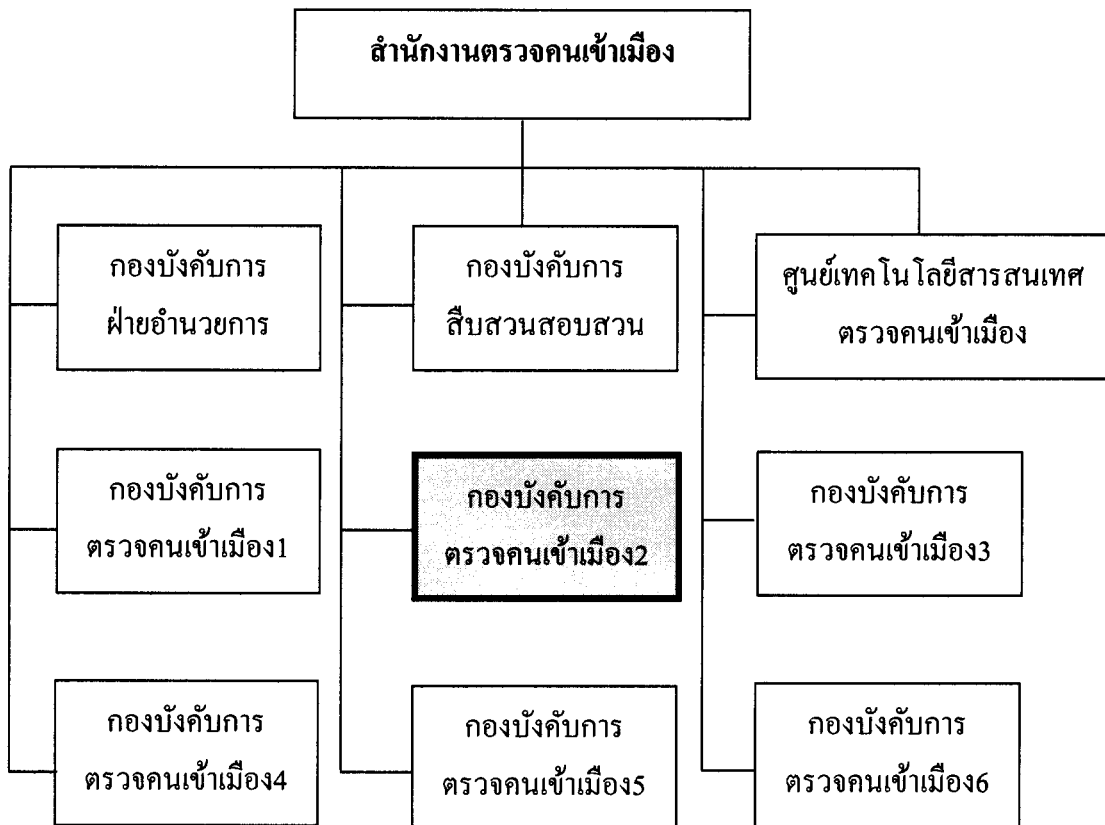 สำนักงานตรวจคนเข้าเมือง
กองบังคับการ
ฝ่ายอำนวยการ
กองบังคับการ
สืบสวนสอบสวน
ศูนย์เทคโนโลยีสารสนเทศ
ตรวจคนเข้าเมือง
กองบังคับการ
ตรวจคนเข้าเมือง1
กองบังคับการ
ตรวจคนเข้าเมือง2
กองบังคับการ
ตรวจคนเข้าเมือง3
กองบังคับการ
ตรวจคนเข้าเมือง4
กองบังคับการ
ตรวจคนเข้าเมือง5
กองบังคับการ
ตรวจคนเข้าเมือง6